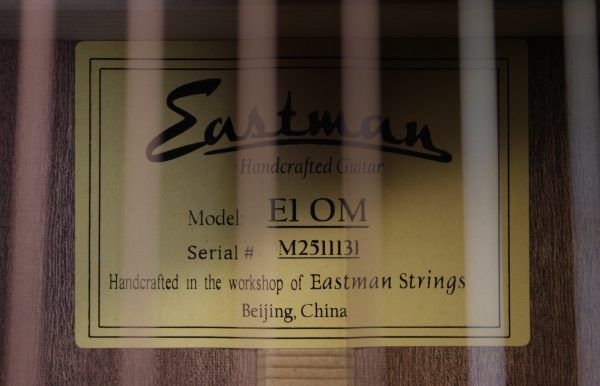 Eastman
Handcrafted Guitar
Model: E1 OM
Serial # M2511131
Handcrafted in the workshop of Eastman Strings
Beijing, China